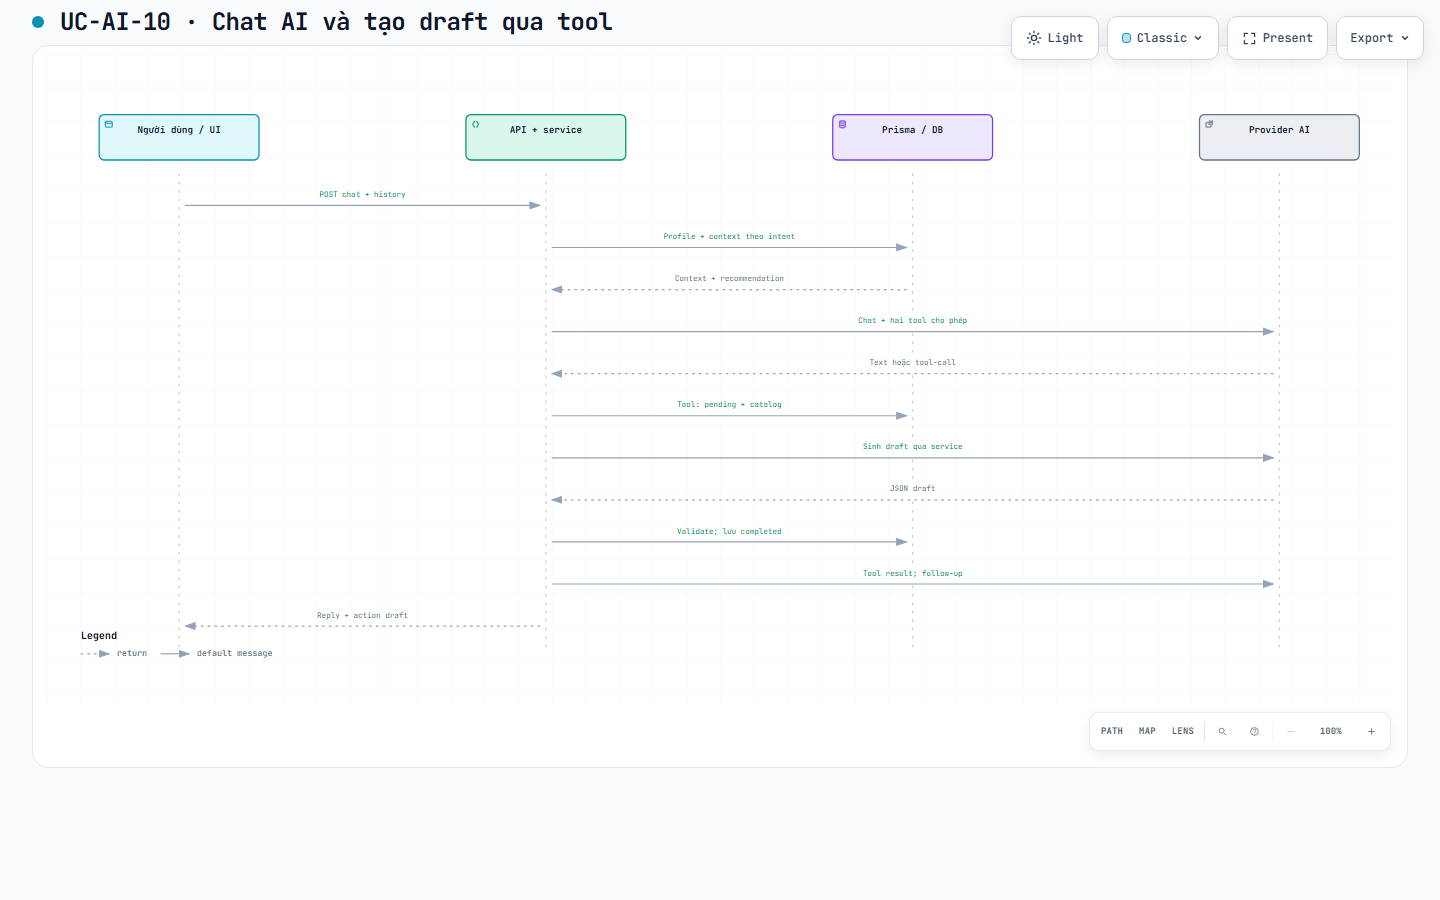 UC-AI-10 · Chat AI và tạo draft qua tool
Light
Classic
Present
Export
Người dùng / UI
API + service
Prisma / DB
Provider AI
POST chat + history
Profile + context theo intent
Context + recommendation
Chat + hai tool cho phép
Text hoặc tool-call
Tool: pending + catalog
Sinh draft qua service
JSON draft
Validate; lưu completed
Tool result; follow-up
Reply + action draft
Legend
return
default message
PATH
MAP
LENS
100%